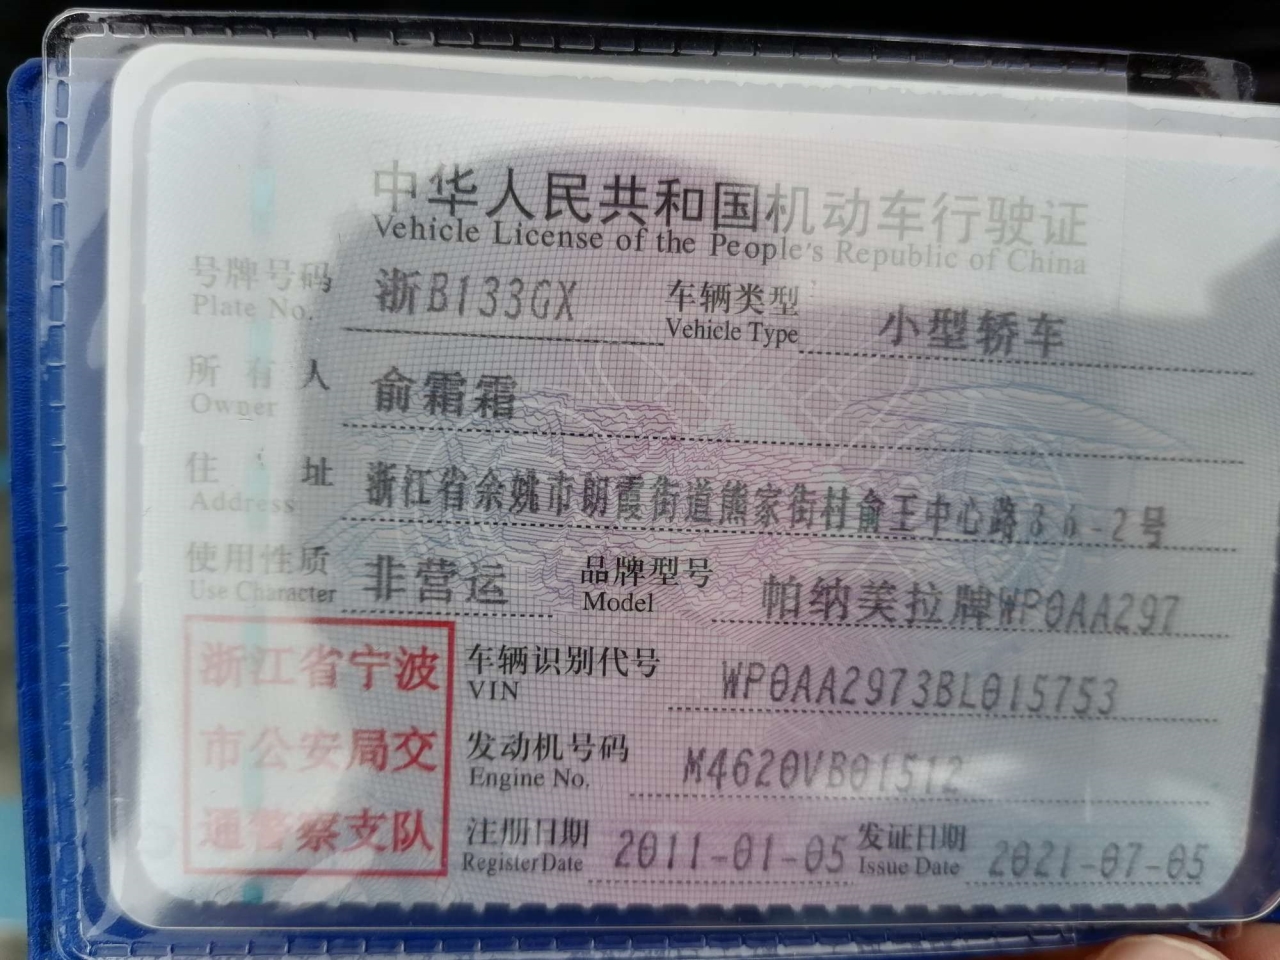 中华人民共和国机动车行驶证
Vehicle License of the People's Republic of China
号牌号码 浙B133GX 车辆类型 小型轿车
Plate No. Vehicle Type
所有人 俞霜霜
Owner
住址 浙江省余姚市朗霞街道熊家街村俞王中心路36-2号
Address
使用性质 非营运 品牌型号 帕纳美拉牌WP0AA297
Use Character Model
浙江省宁波
市公安局交
通警察支队
车辆识别代号 WP0AA2973BL015753
VIN
发动机号码 M4620VB01512
Engine No.
注册日期 2011-01-05 发证日期 2021-07-05
Register Date Issue Date